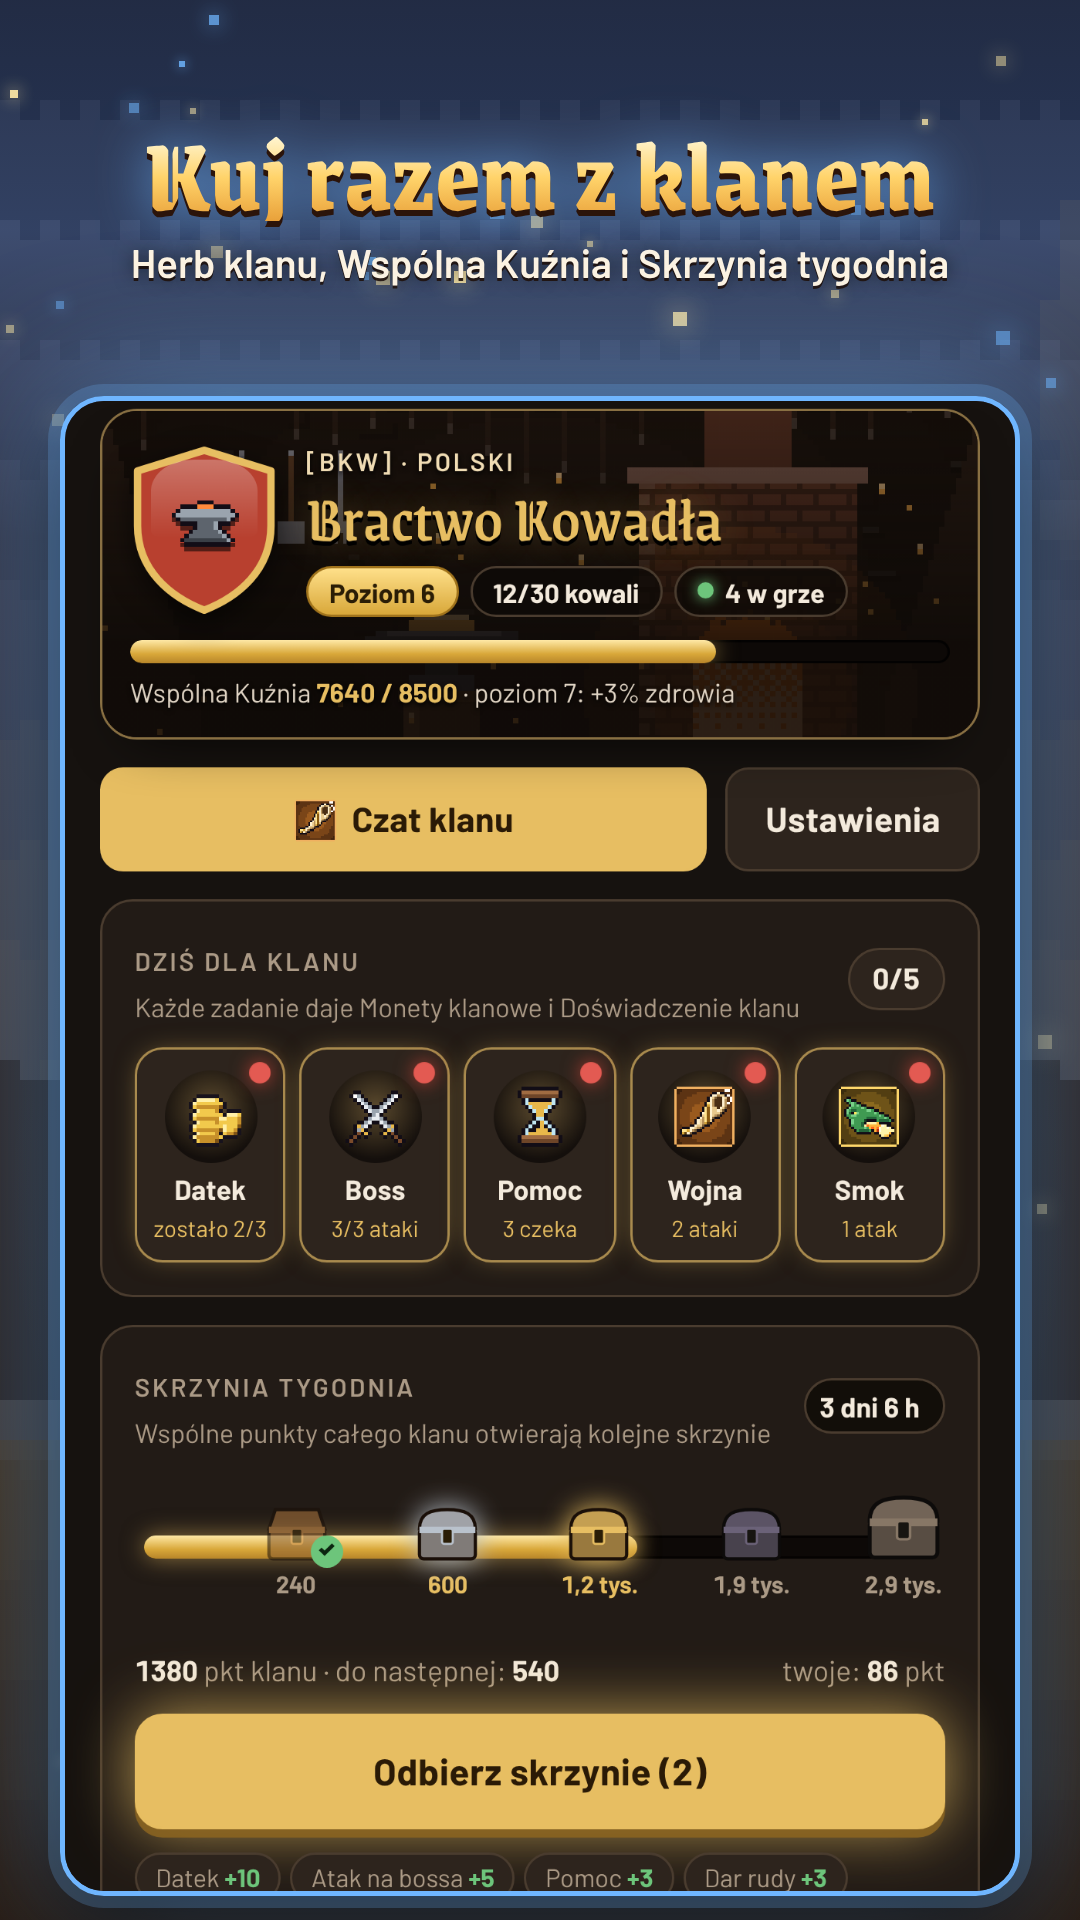 Kuj razem z klanem
Herb klanu, Wspólna Kuźnia i Skrzynia tygodnia
[BKW] · POLSKI
Bractwo Kowadła
Poziom 6
12/30 kowali
4 w grze
Wspólna Kuźnia 7640 / 8500 · poziom 7: +3% zdrowia
Czat klanu
Ustawienia
DZIŚ DLA KLANU
0/5
Każde zadanie daje Monety klanowe i Doświadczenie klanu
Datek
Boss
Pomoc
Wojna
Smok
zostało 2/3
3/3 ataki
3 czeka
2 ataki
1 atak
SKRZYNIA TYGODNIA
3 dni 6 h
Wspólne punkty całego klanu otwierają kolejne skrzynie
240
600
1,2 tys.
1,9 tys.
2,9 tys.
1380 pkt klanu · do następnej: 540
twoje: 86 pkt
Odbierz skrzynie (2)
Datek +10
Atak na bossa +5
Pomoc +3
Dar rudy +3